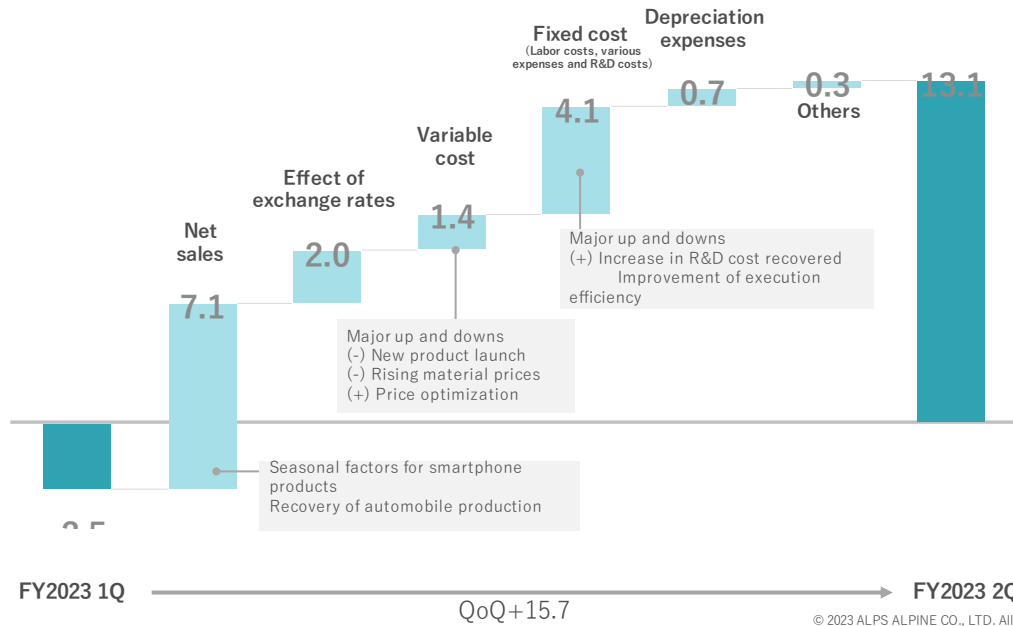 Depreciation
expenses
Fixed cost
(Labor costs, various
expenses and R&D costs)
0.7
0.3
13.1
4.1
Others
Variable
cost
Effect of
exchange rates
1.4
Net
sales
2.0
7.1
Major up and downs
(+) Increase in R&D cost recovered
Improvement of execution
efficiency
Major up and downs
(-) New product launch
(-) Rising material prices
(+) Price optimization
Seasonal factors for smartphone
products
Recovery of automobile production
FY2023 1Q
FY2023 2Q
QoQ+15.7
© 2023 ALPS ALPINE CO., LTD. All